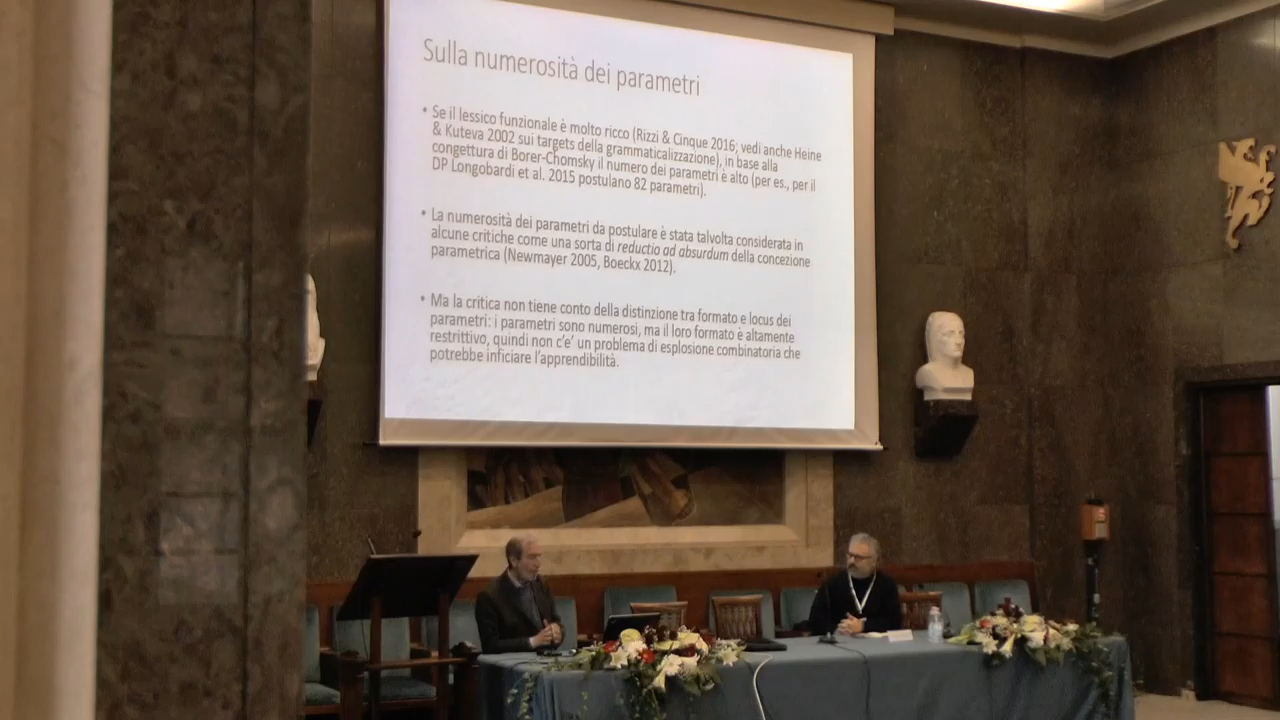 Sulla numerosità dei parametri
• Se il lessico funzionale è molto ricco (Rizzi & Cinque 2016; vedi anche Heine
& Kuteva 2002 sui targets della grammaticalizzazione), in base alla
congettura di Borer-Chomsky il numero dei parametri è alto (per es., per il
DP Longobardi et al. 2015 postulano 82 parametri).
• La numerosità dei parametri da postulare è stata talvolta considerata in
alcune critiche come una sorta di reductio ad absurdum della concezione
parametrica (Newmayer 2005, Boeckx 2012).
• Ma la critica non tiene conto della distinzione tra formato e locus dei
parametri: i parametri sono numerosi, ma il loro formato è altamente
restrittivo, quindi non c'e' un problema di esplosione combinatoria che
potrebbe inficiare l'apprendibilità.